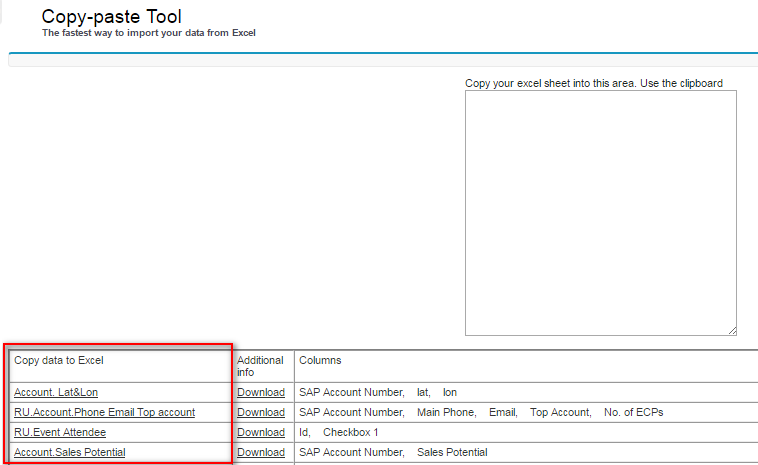 Copy-paste Tool
The fastest way to import your data from Excel
Copy your excel sheet into this area. Use the clipboard
Copy data to Excel Additional info Columns
Account. Lat&Lon Download SAP Account Number, lat, lon
RU.Account.Phone Email Top account Download SAP Account Number, Main Phone, Email, Top Account, No. of ECPs
RU.Event Attendee Download Id, Checkbox 1
Account.Sales Potential Download SAP Account Number, Sales Potential